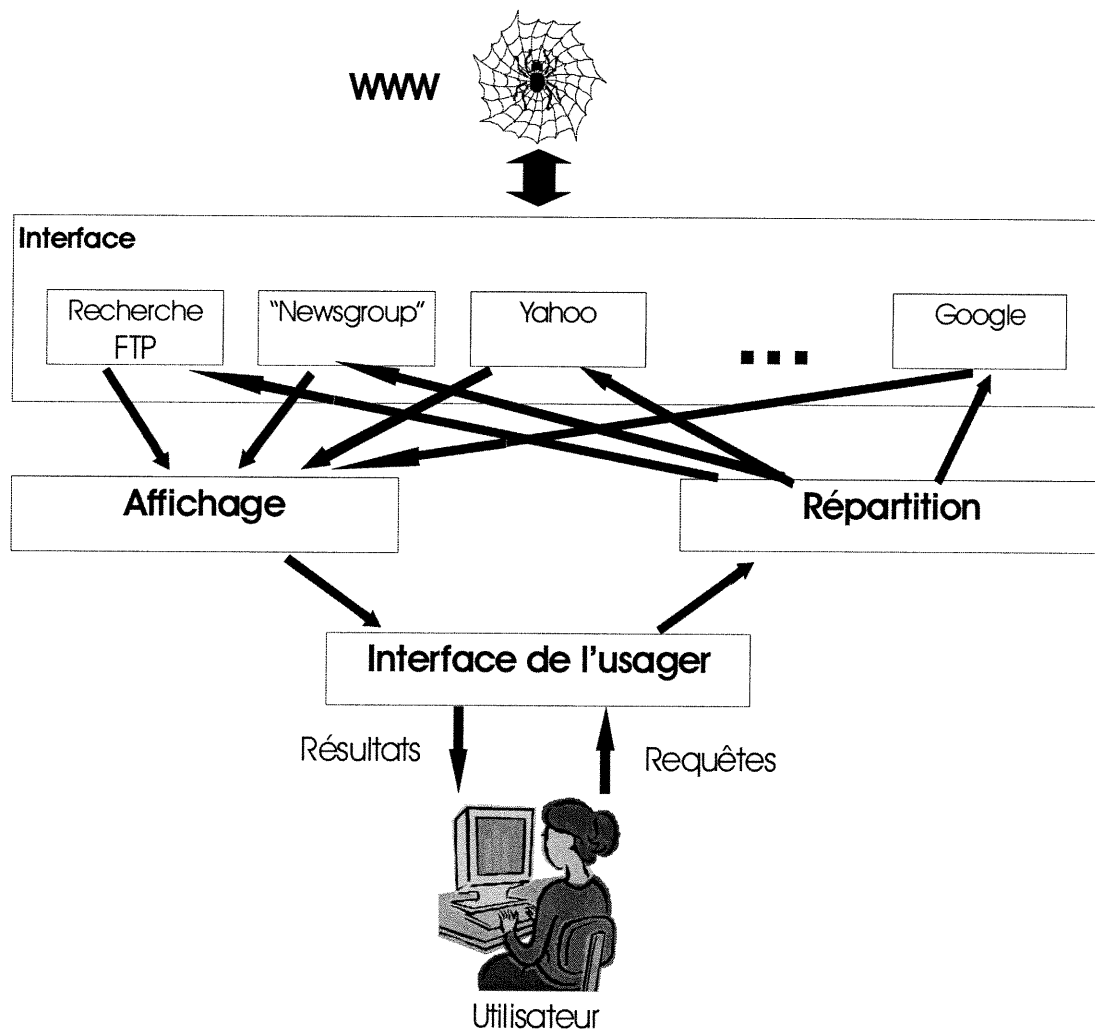 WWW
Interface
Recherche
FTP
"Newsgroup"
Yahoo
...
Google
Affichage
Répartition
Interface de l'usager
Résultats
Requêtes
Utilisateur